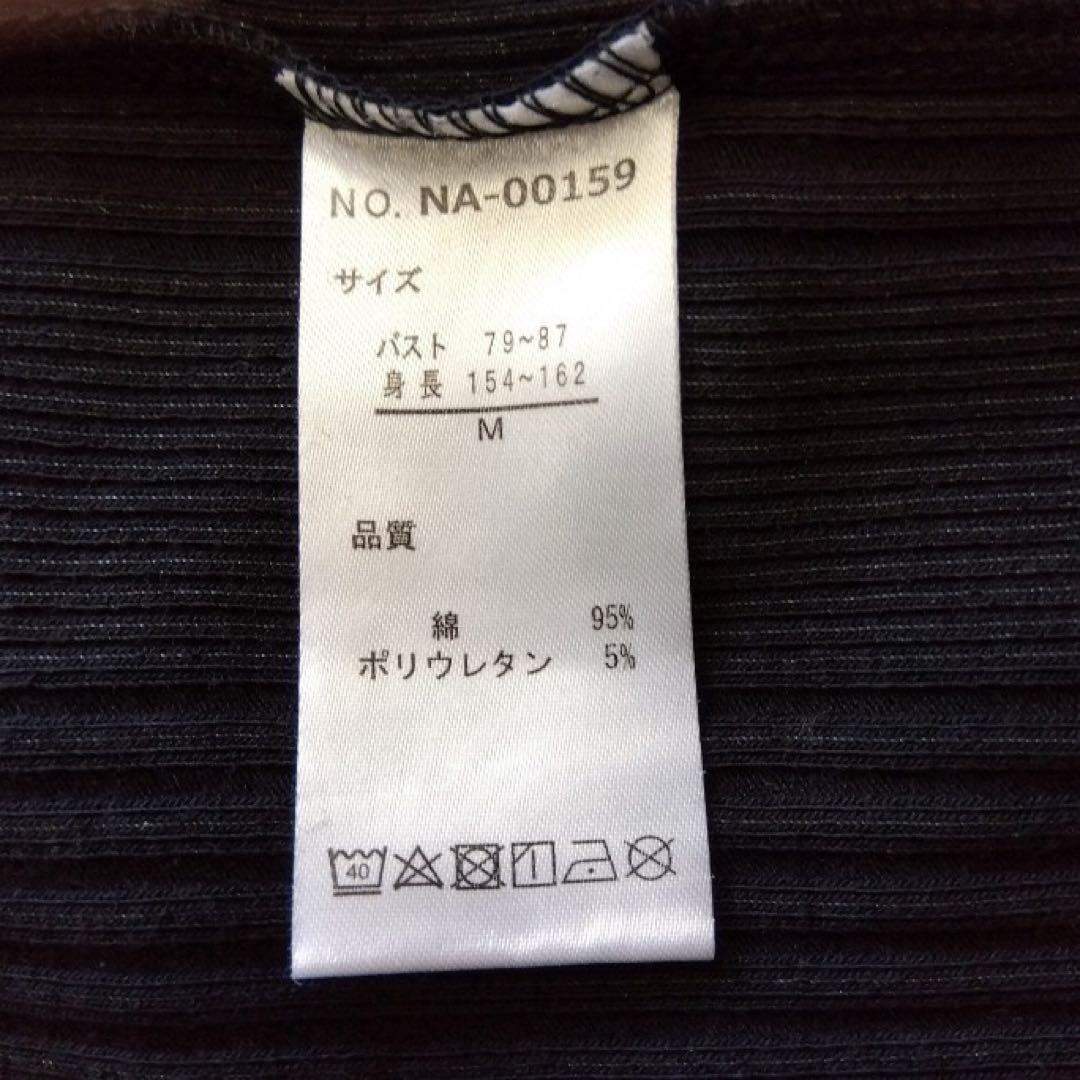 NO. NA-00159
サイズ
バスト 79~87
身長 154~162
M
品質
綿 95%
ポリウレタン 5%
40